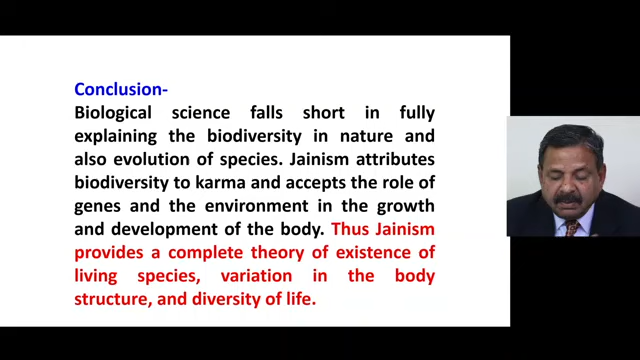 Conclusion-
Biological science falls short in fully
explaining the biodiversity in nature and
also evolution of species. Jainism attributes
biodiversity to karma and accepts the role of
genes and the environment in the growth
and development of the body. Thus Jainism
provides a complete theory of existence of
living species, variation in the body
structure, and diversity of life.